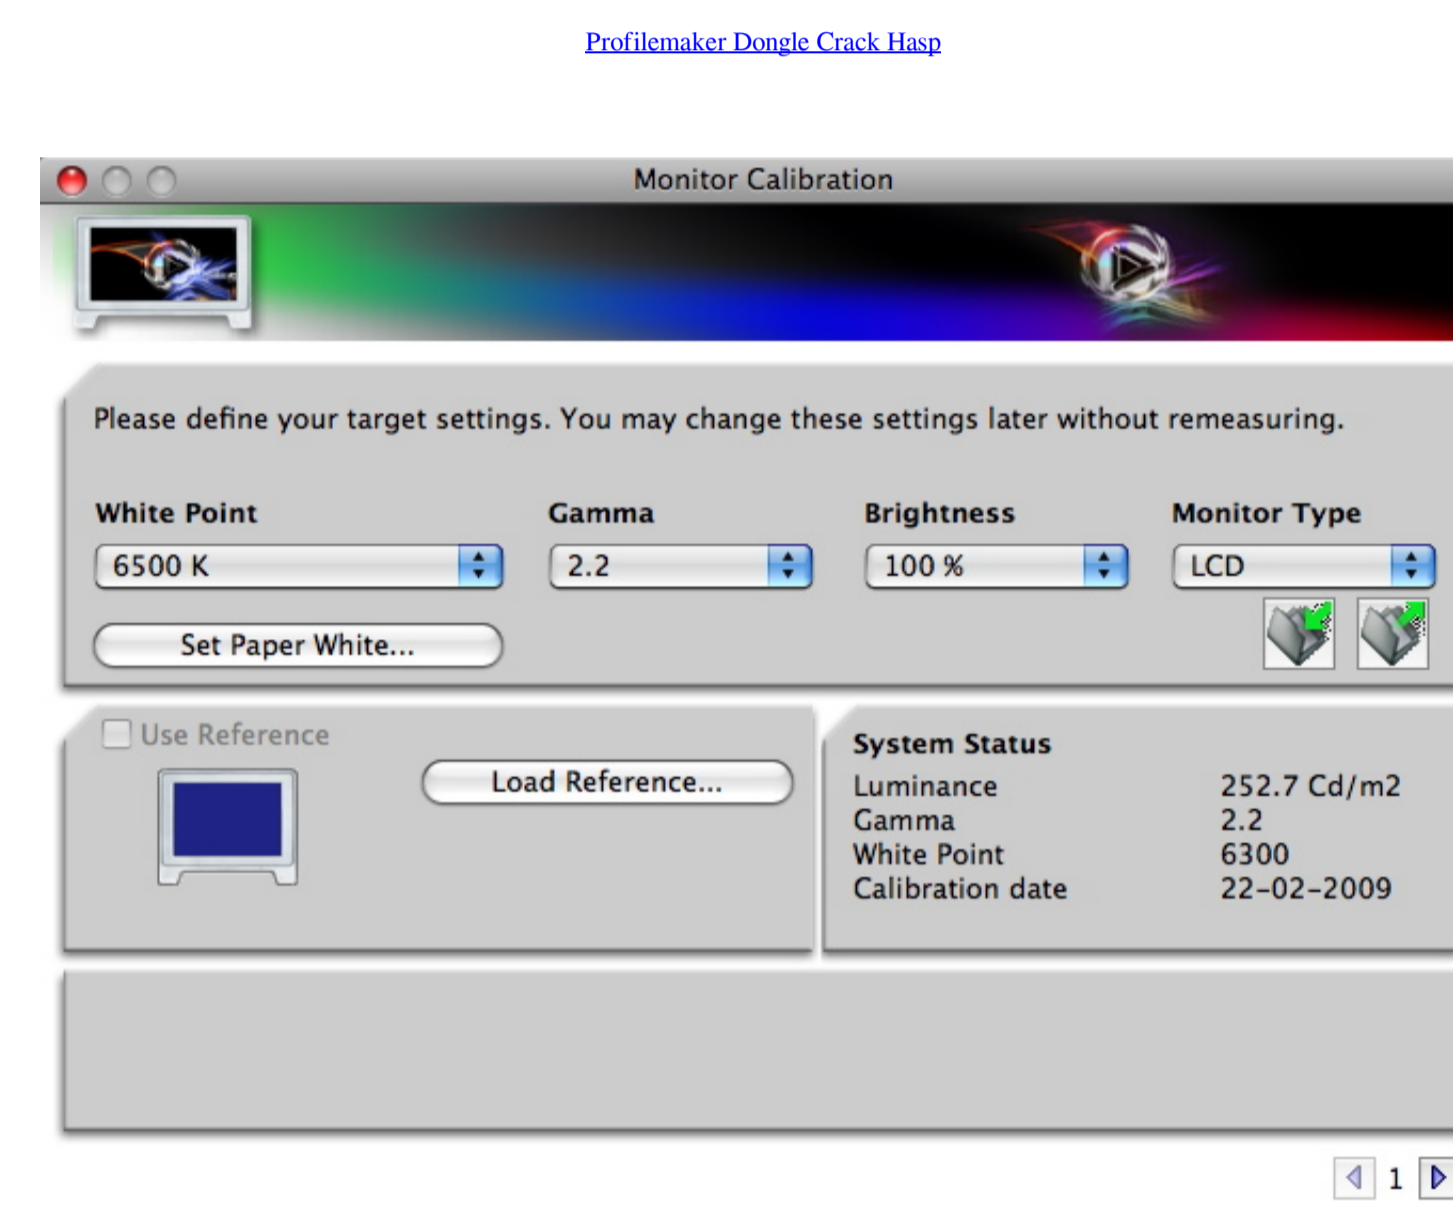 Profilemaker Dongle Crack Hasp
Monitor Calibration
Please define your target settings. You may change these settings later without remeasuring.
White Point Gamma Brightness Monitor Type
6500 K 2.2 100 % LCD
Set Paper White...
Use Reference
Load Reference...
System Status
Luminance 252.7 Cd/m2
Gamma 2.2
White Point 6300
Calibration date 22-02-2009
1